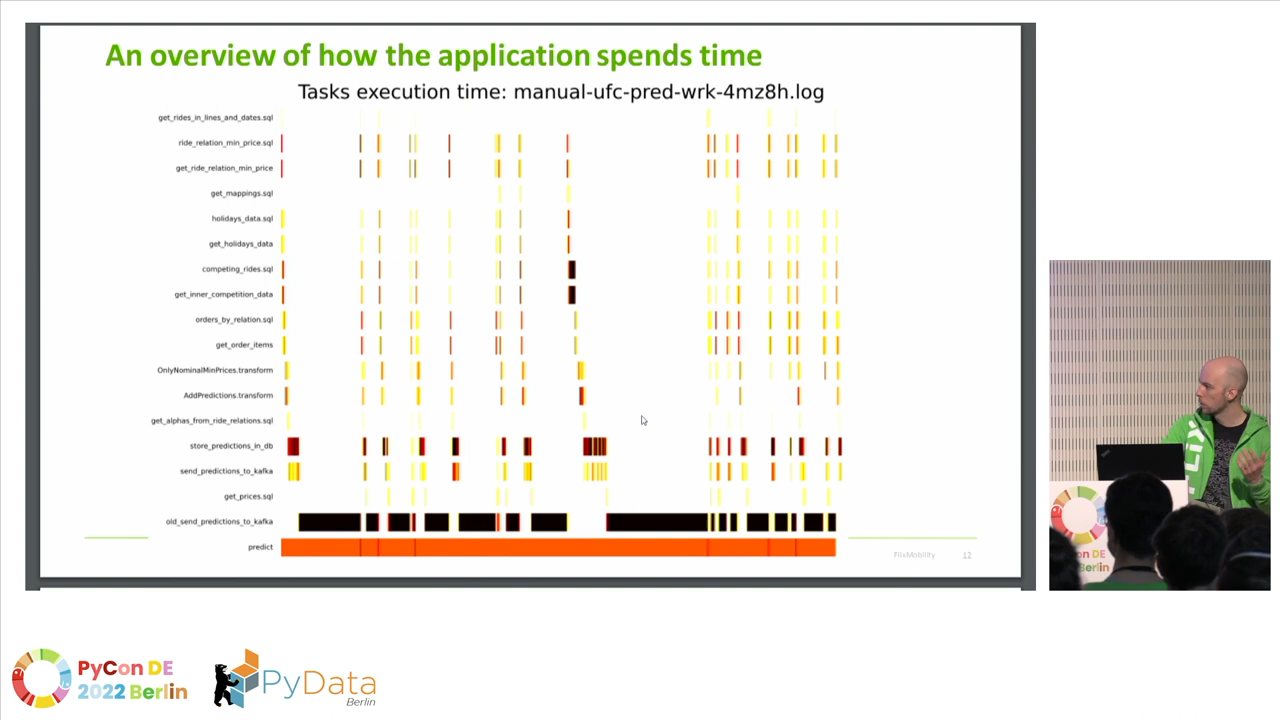 An overview of how the application spends time
Tasks execution time: manual-ufc-pred-wrk-4mz8h.log
get_rides_in_lines_and_dates.sql
ride_relation_min_price.sql
get_ride_relation_min_price
get_mappings.sql
holidays_data.sql
get_holidays_data
competing_rides.sql
get_inner_competition_data
orders_by_relation.sql
get_order_items
OnlyNominalMinPrices.transform
AddPredictions.transform
get_alphas_from_ride_relations.sql
store_predictions_in_db
send_predictions_to_kafka
get_prices.sql
old_send_predictions_to_kafka
predict
FlixMobility 12
PyCon DE
2022 Berlin
PyData
Berlin